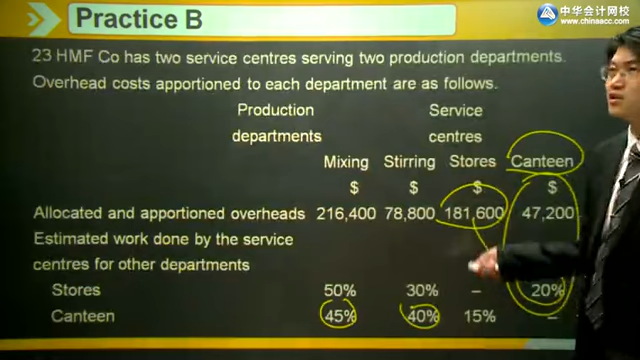 Practice B
中华会计网校
www.chinaacc.com
23 HMF Co has two service centres serving two production departments.
Overhead costs apportioned to each department are as follows.
Production Service
departments centres
Mixing Stirring Stores Canteen
$ $ $ $
Allocated and apportioned overheads 216,400 78,800 181,600 47,200
Estimated work done by the service
centres for other departments
Stores 50% 30% – 20%
Canteen 45% 40% 15% –